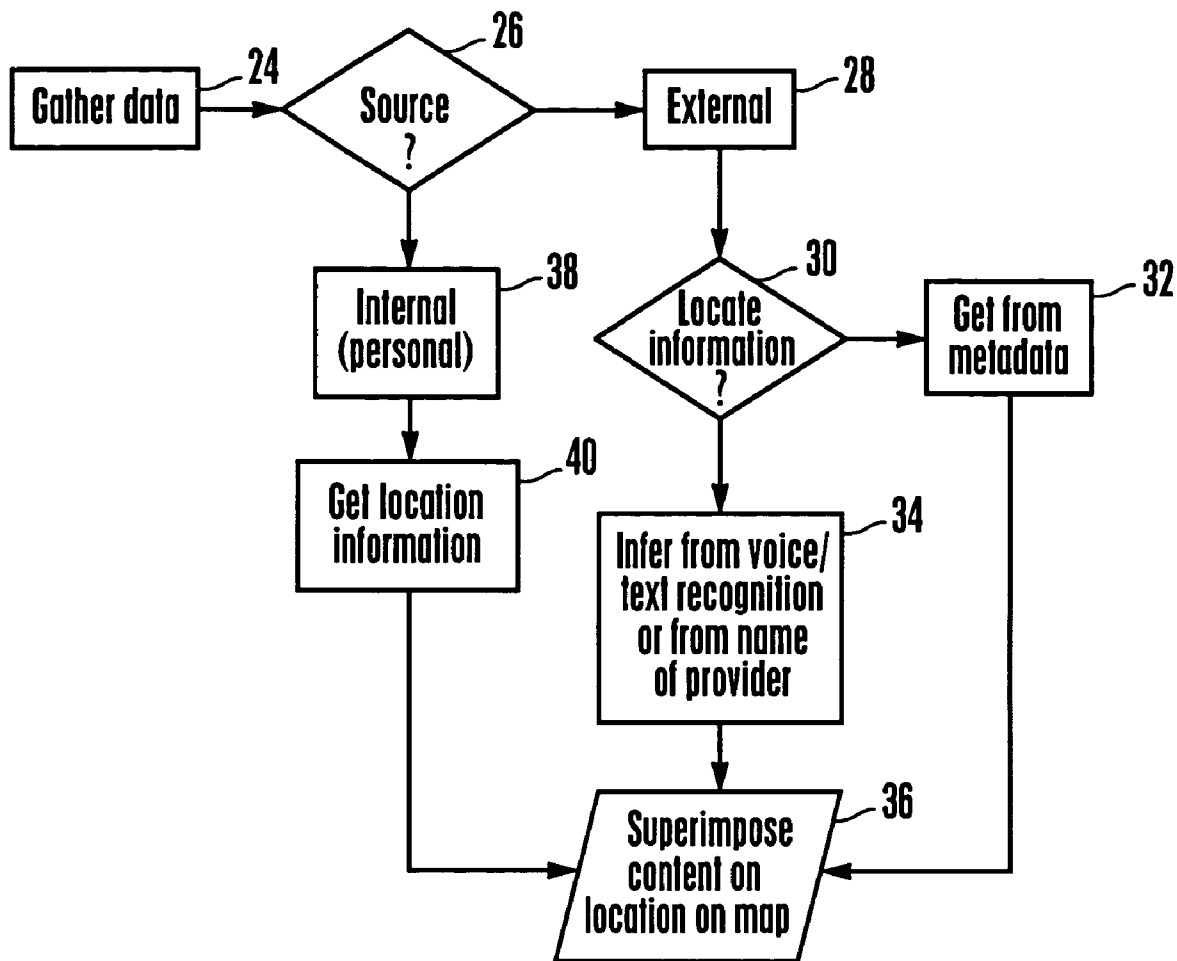 24
Gather data
26
Source
?
28
External
38
Internal
(personal)
30
Locate
information
?
32
Get from
metadata
40
Get location
information
34
Infer from voice/
text recognition
or from name
of provider
36
Superimpose
content on
location on map